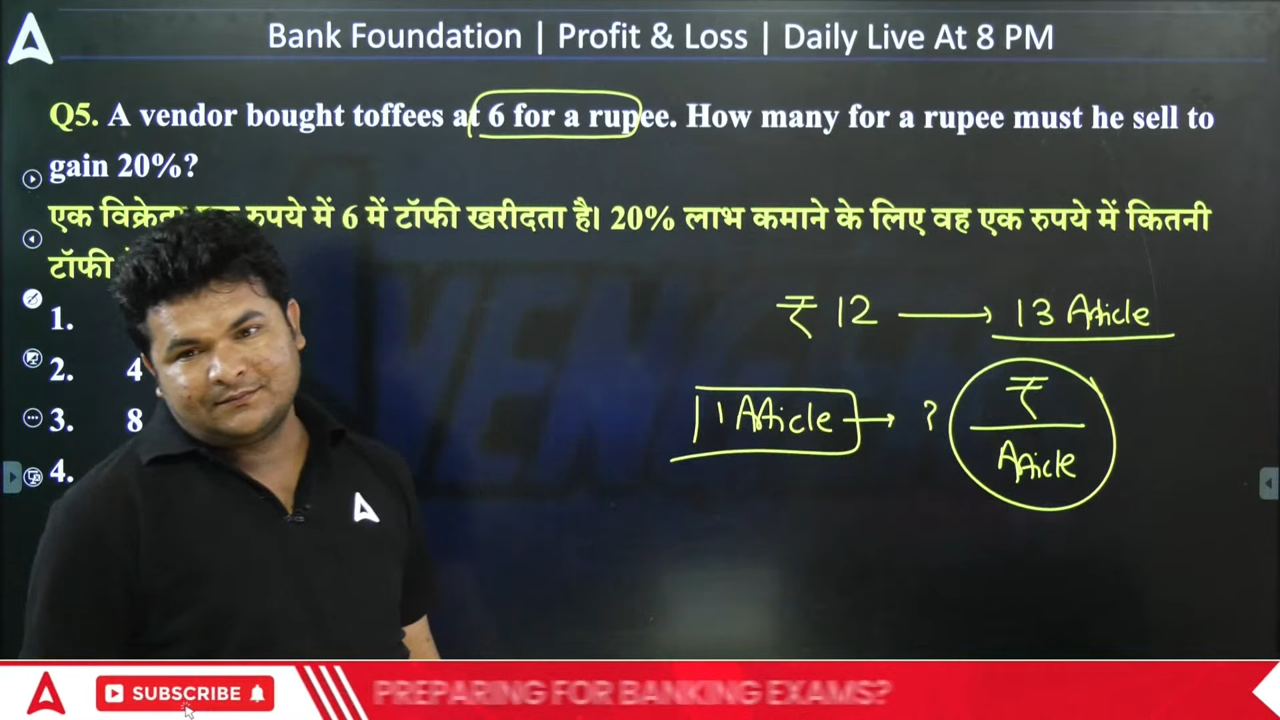 Bank Foundation | Profit & Loss | Daily Live At 8 PM
Q5. A vendor bought toffees at 6 for a rupee. How many for a rupee must he sell to
gain 20%?
एक विक्रेता रुपये में 6 में टॉफी खरीदता है। 20% लाभ कमाने के लिए वह एक रुपये में कितनी
टॉफी
₹ 12 → 13 Article
1.
2. 4
11 Article → ?
₹
Article
3. 8
4.
SUBSCRIBE
PREPARING FOR BANKING EXAMS?